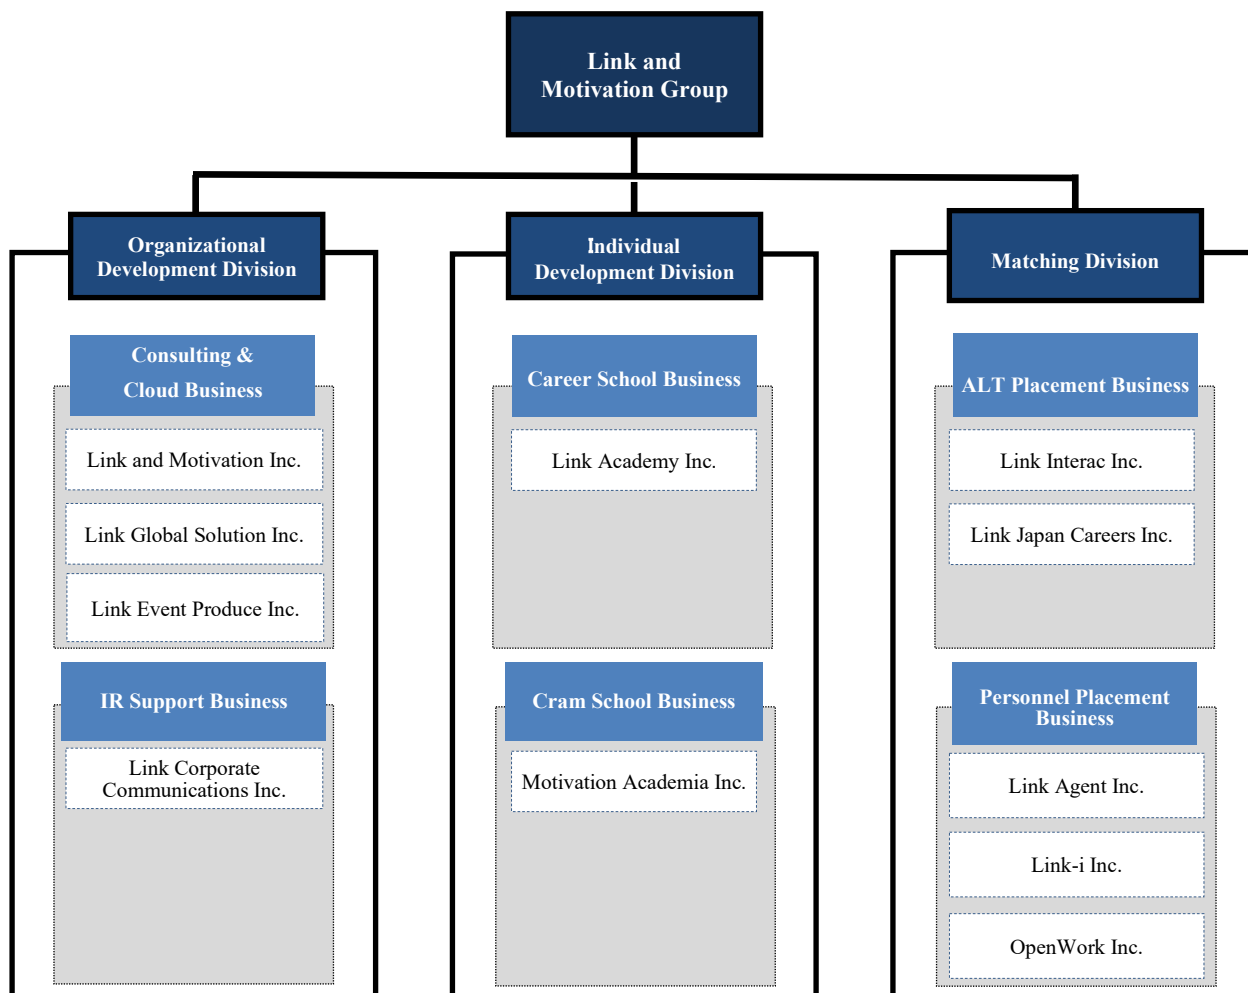 Link and
Motivation Group
Organizational
Development Division
Consulting &
Cloud Business
Link and Motivation Inc.
Link Global Solution Inc.
Link Event Produce Inc.
IR Support Business
Link Corporate
Communications Inc.
Individual
Development Division
Career School Business
Link Academy Inc.
Cram School Business
Motivation Academia Inc.
Matching Division
ALT Placement Business
Link Interac Inc.
Link Japan Careers Inc.
Personnel Placement
Business
Link Agent Inc.
Link-i Inc.
OpenWork Inc.